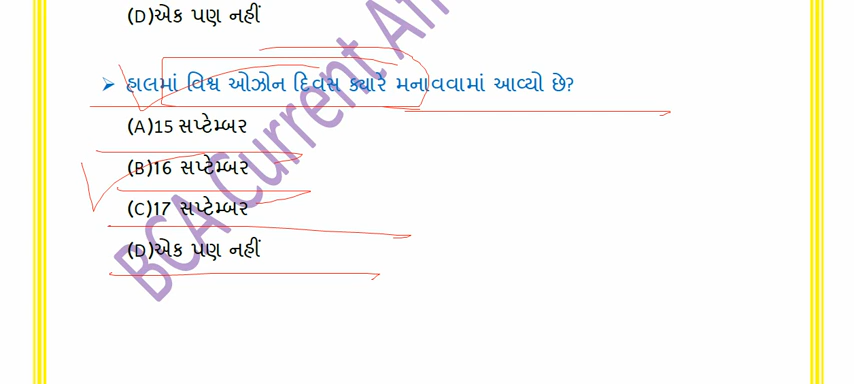 (D)એક પણ નહીં
➢ હાલમાં વિશ્વ ઓઝોન દિવસ ક્યારે મનાવવામાં આવ્યો છે?
(A)15 સપ્ટેમ્બર
(B)16 સપ્ટેમ્બર
(C)17 સપ્ટેમ્બર
(D)એક પણ નહીં
BCA Current Af